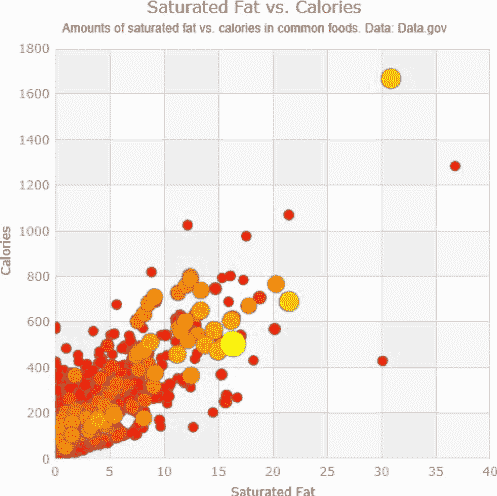 Saturated Fat vs. Calories
Amounts of saturated fat vs. calories in common foods. Data: Data.gov
1800
1600
1400
1200
1000
800
600
400
200
0
Calories
0 5 10 15 20 25 30 35 40
Saturated Fat